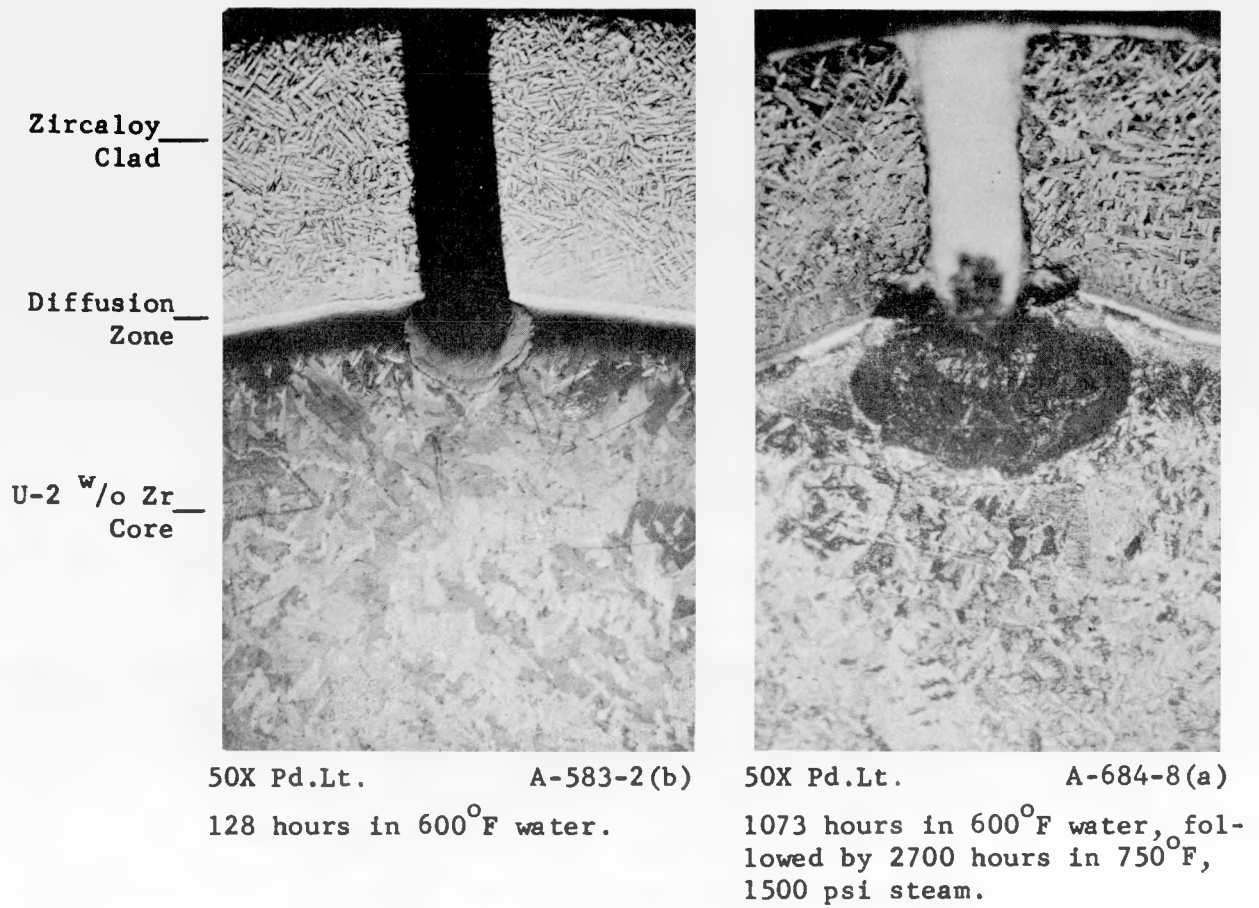 Zircaloy
Clad
Diffusion
Zone
U-2 w/o Zr
Core
50X Pd.Lt. A-583-2(b)
128 hours in 600°F water.
50X Pd.Lt. A-684-8(a)
1073 hours in 600°F water, fol-
lowed by 2700 hours in 750°F,
1500 psi steam.